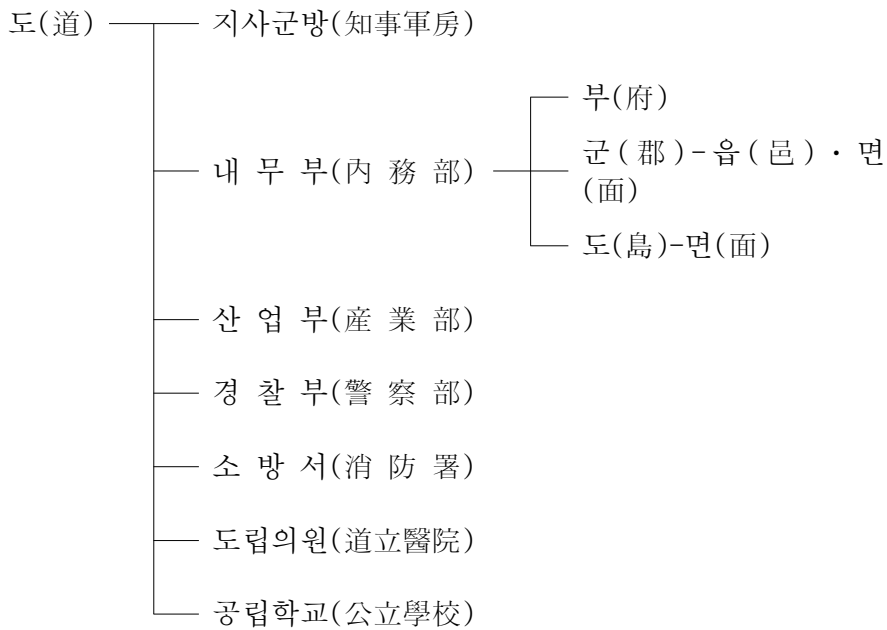 도(道)
지사군방(知事軍房)
내 무 부(內 務 部)
부(府)
군(郡)-읍(邑)·면
(面)
도(島)-면(面)
산 업 부(産 業 部)
경 찰 부(警 察 部)
소 방 서(消 防 署)
도립의원(道立醫院)
공립학교(公立學校)